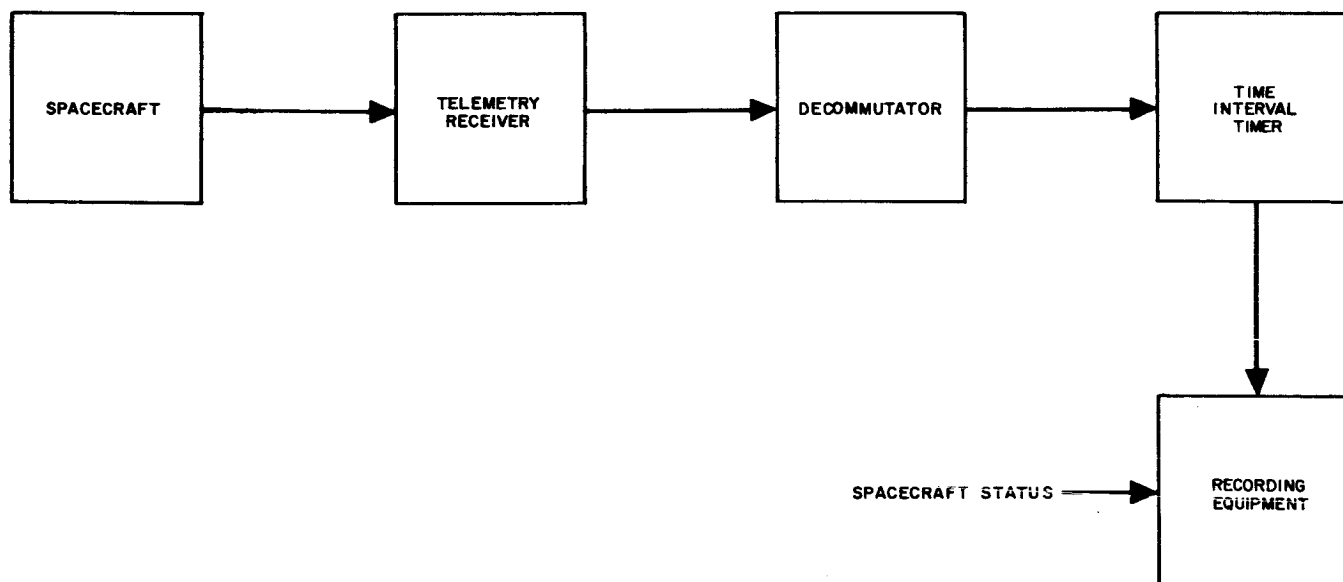 SPACECRAFT
TELEMETRY
RECEIVER
DECOMMUTATOR
TIME
INTERVAL
TIMER
SPACECRAFT STATUS
RECORDING
EQUIPMENT